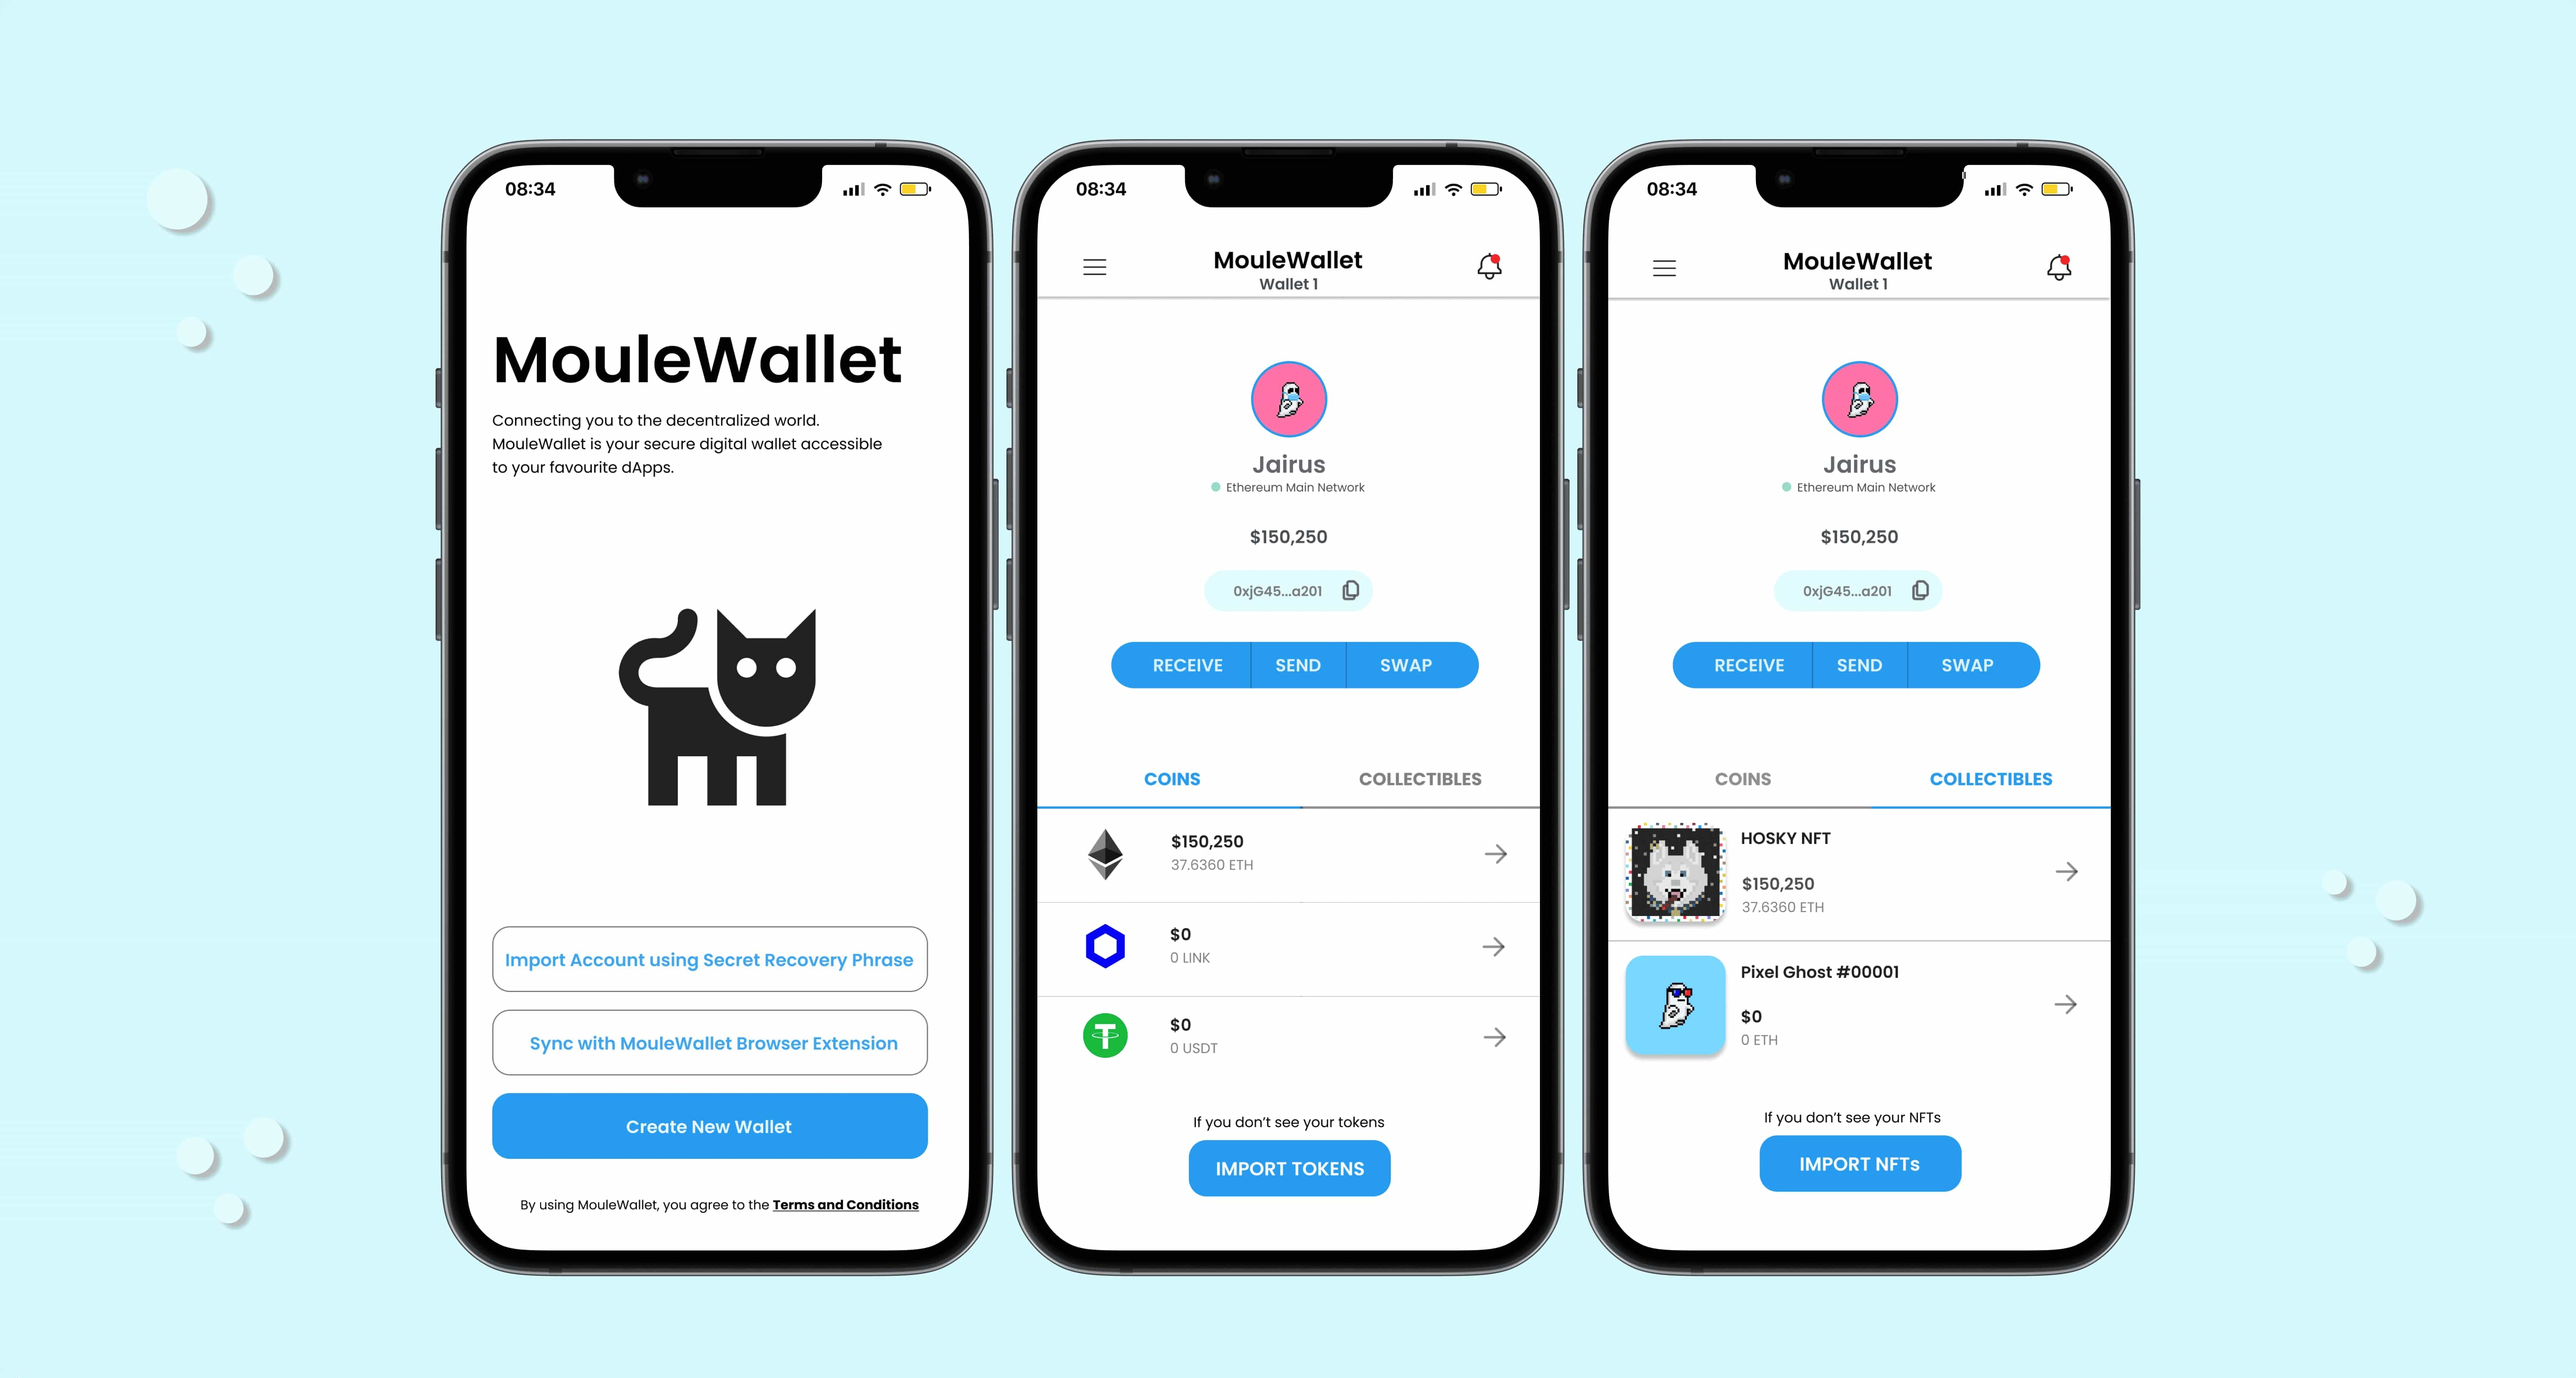 08:34
MouleWallet
Connecting you to the decentralized world.
MouleWallet is your secure digital wallet accessible
to your favourite dApps.
Import Account using Secret Recovery Phrase
Sync with MouleWallet Browser Extension
Create New Wallet
By using MouleWallet, you agree to the Terms and Conditions
08:34
MouleWallet
Wallet 1
Jairus
Ethereum Main Network
$150,250
0xjG45...a201
RECEIVE SEND SWAP
COINS COLLECTIBLES
$150,250
37.6360 ETH
$0
0 LINK
$0
0 USDT
If you don't see your tokens
IMPORT TOKENS
08:34
MouleWallet
Wallet 1
Jairus
Ethereum Main Network
$150,250
0xjG45...a201
RECEIVE SEND SWAP
COINS COLLECTIBLES
HOSKY NFT
$150,250
37.6360 ETH
Pixel Ghost #00001
$0
0 ETH
If you don't see your NFTs
IMPORT NFTs